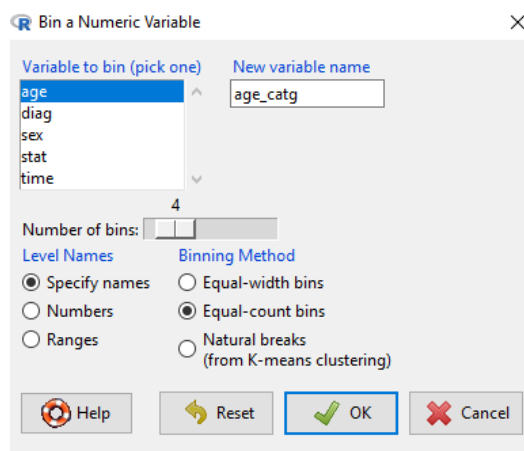 Bin a Numeric Variable
Variable to bin (pick one) New variable name
age age_catg
diag
sex
stat
time
4
Number of bins:
Level Names Binning Method
Specify names Equal-width bins
Numbers Equal-count bins
Ranges Natural breaks
(from K-means clustering)
Help Reset OK Cancel